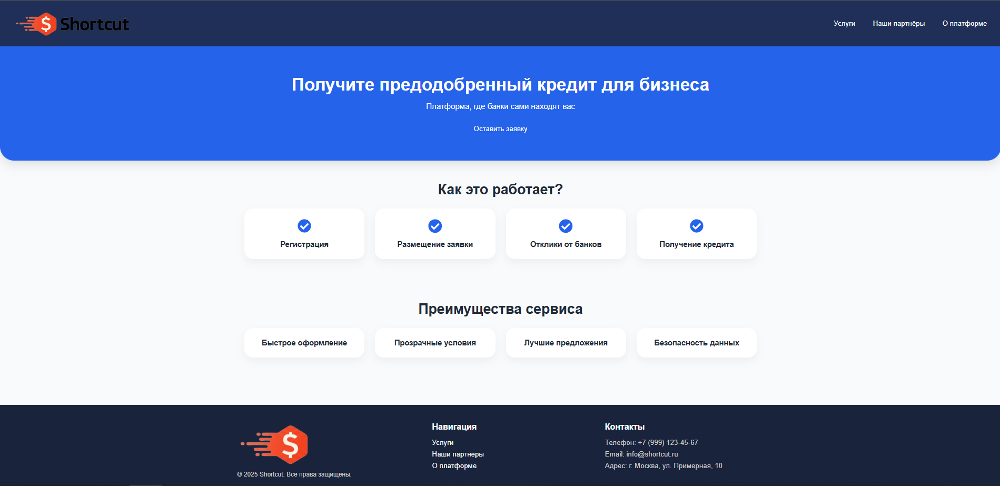 $ Shortcut
Услуги Наши партнёры О платформе
Получите предодобренный кредит для бизнеса
Платформа, где банки сами находят вас
Оставить заявку
Как это работает?
Регистрация Размещение заявки Отклики от банков Получение кредита
Преимущества сервиса
Быстрое оформление Прозрачные условия Лучшие предложения Безопасность данных
$
© 2025 Shortcut. Все права защищены.
Навигация
Услуги
Наши партнёры
О платформе
Контакты
Телефон: +7 (999) 123-45-67
Email: info@shortcut.ru
Адрес: г. Москва, ул. Примерная, 10